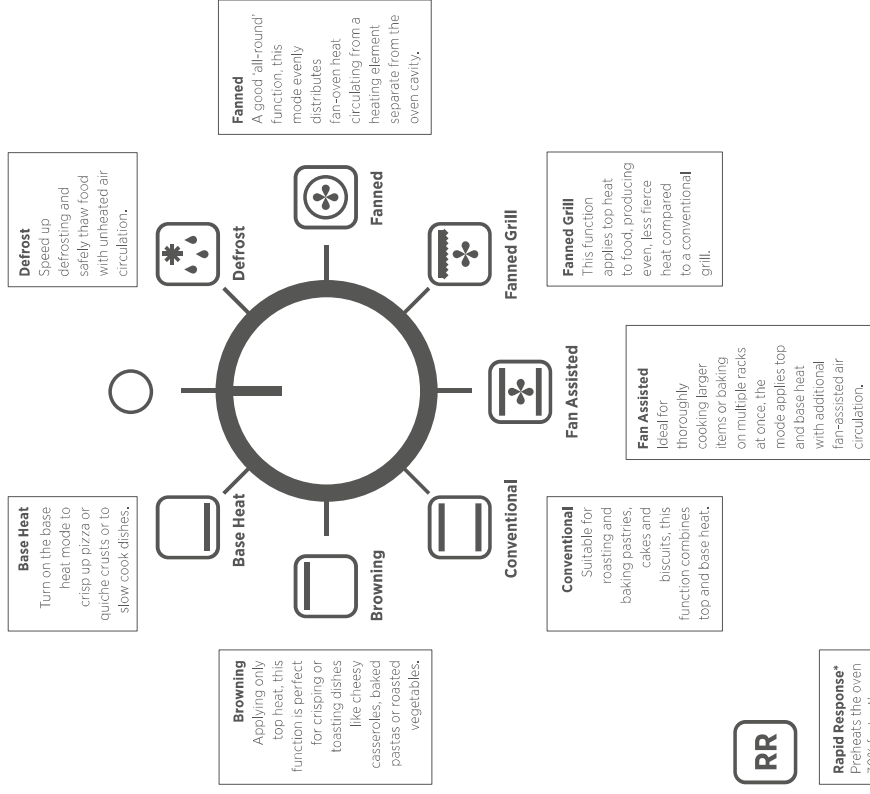 Base Heat
Turn on the base
heat mode to
crisp up pizza or
quiche crusts or to
slow cook dishes.
Defrost
Speed up
defrosting and
safely thaw food
with unheated air
circulation.
Base Heat
Defrost
Browning
Applying only
top heat, this
function is perfect
for crisping or
toasting dishes
like cheesy
casseroles, baked
pastas or roasted
vegetables.
Browning
Fanned
Fanned
A good 'all-round'
function, this
mode evenly
distributes
fan-oven heat
circulating from a
heating element
separate from the
oven cavity.
Conventional
Fanned Grill
Conventional
Suitable for
roasting and
baking pastries,
cakes and
biscuits, this
function combines
top and base heat.
Fan Assisted
Fanned Grill
This function
applies top heat
to food, producing
even, less fierce
heat compared
to a conventional
grill.
Fan Assisted
Ideal for
thoroughly
cooking larger
items or baking
on multiple racks
at once, the
mode applies top
and base heat
with additional
fan-assisted air
circulation.
RR
Rapid Response*
Preheats the oven